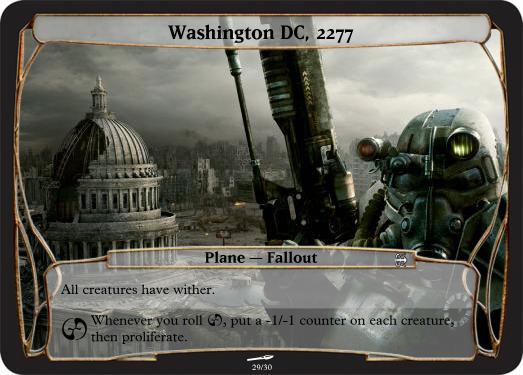 Washington DC, 2277
Plane — Fallout
All creatures have wither.
Whenever you roll , put a -1/-1 counter on each creature,
then proliferate.
29/30